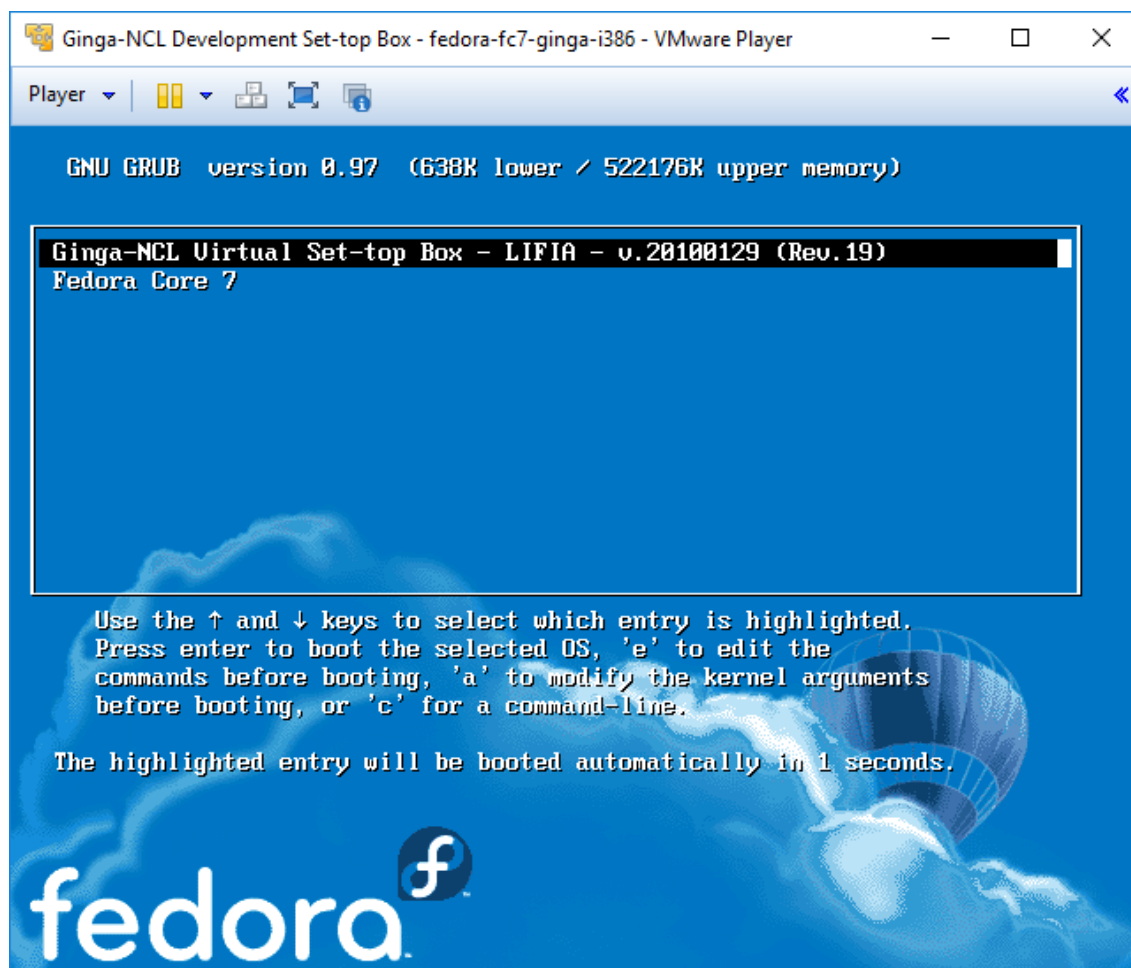 Ginga-NCL Development Set-top Box - fedora-fc7-ginga-i386 - VMware Player
Player
GNU GRUB version 0.97 (638K lower / 522176K upper memory)
Ginga-NCL Virtual Set-top Box - LIFIA - v.20100129 (Rev.19)
Fedora Core 7
Use the ↑ and ↓ keys to select which entry is highlighted.
Press enter to boot the selected OS, 'e' to edit the
commands before booting, 'a' to modify the kernel arguments
before booting, or 'c' for a command-line.
The highlighted entry will be booted automatically in 1 seconds.
fedora